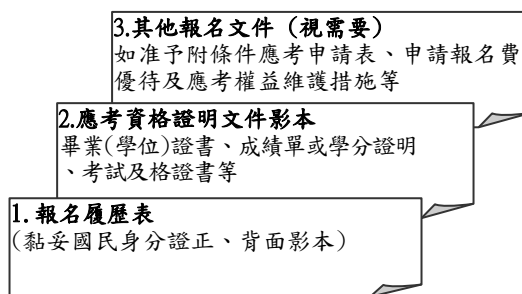 3.其他報名文件（視需要）
如准予附條件應考申請表、申請報名費
優待及應考權益維護措施等
2.應考資格證明文件影本
畢業(學位)證書、成績單或學分證明
、考試及格證書等
1.報名履歷表
(黏妥國民身分證正、背面影本)